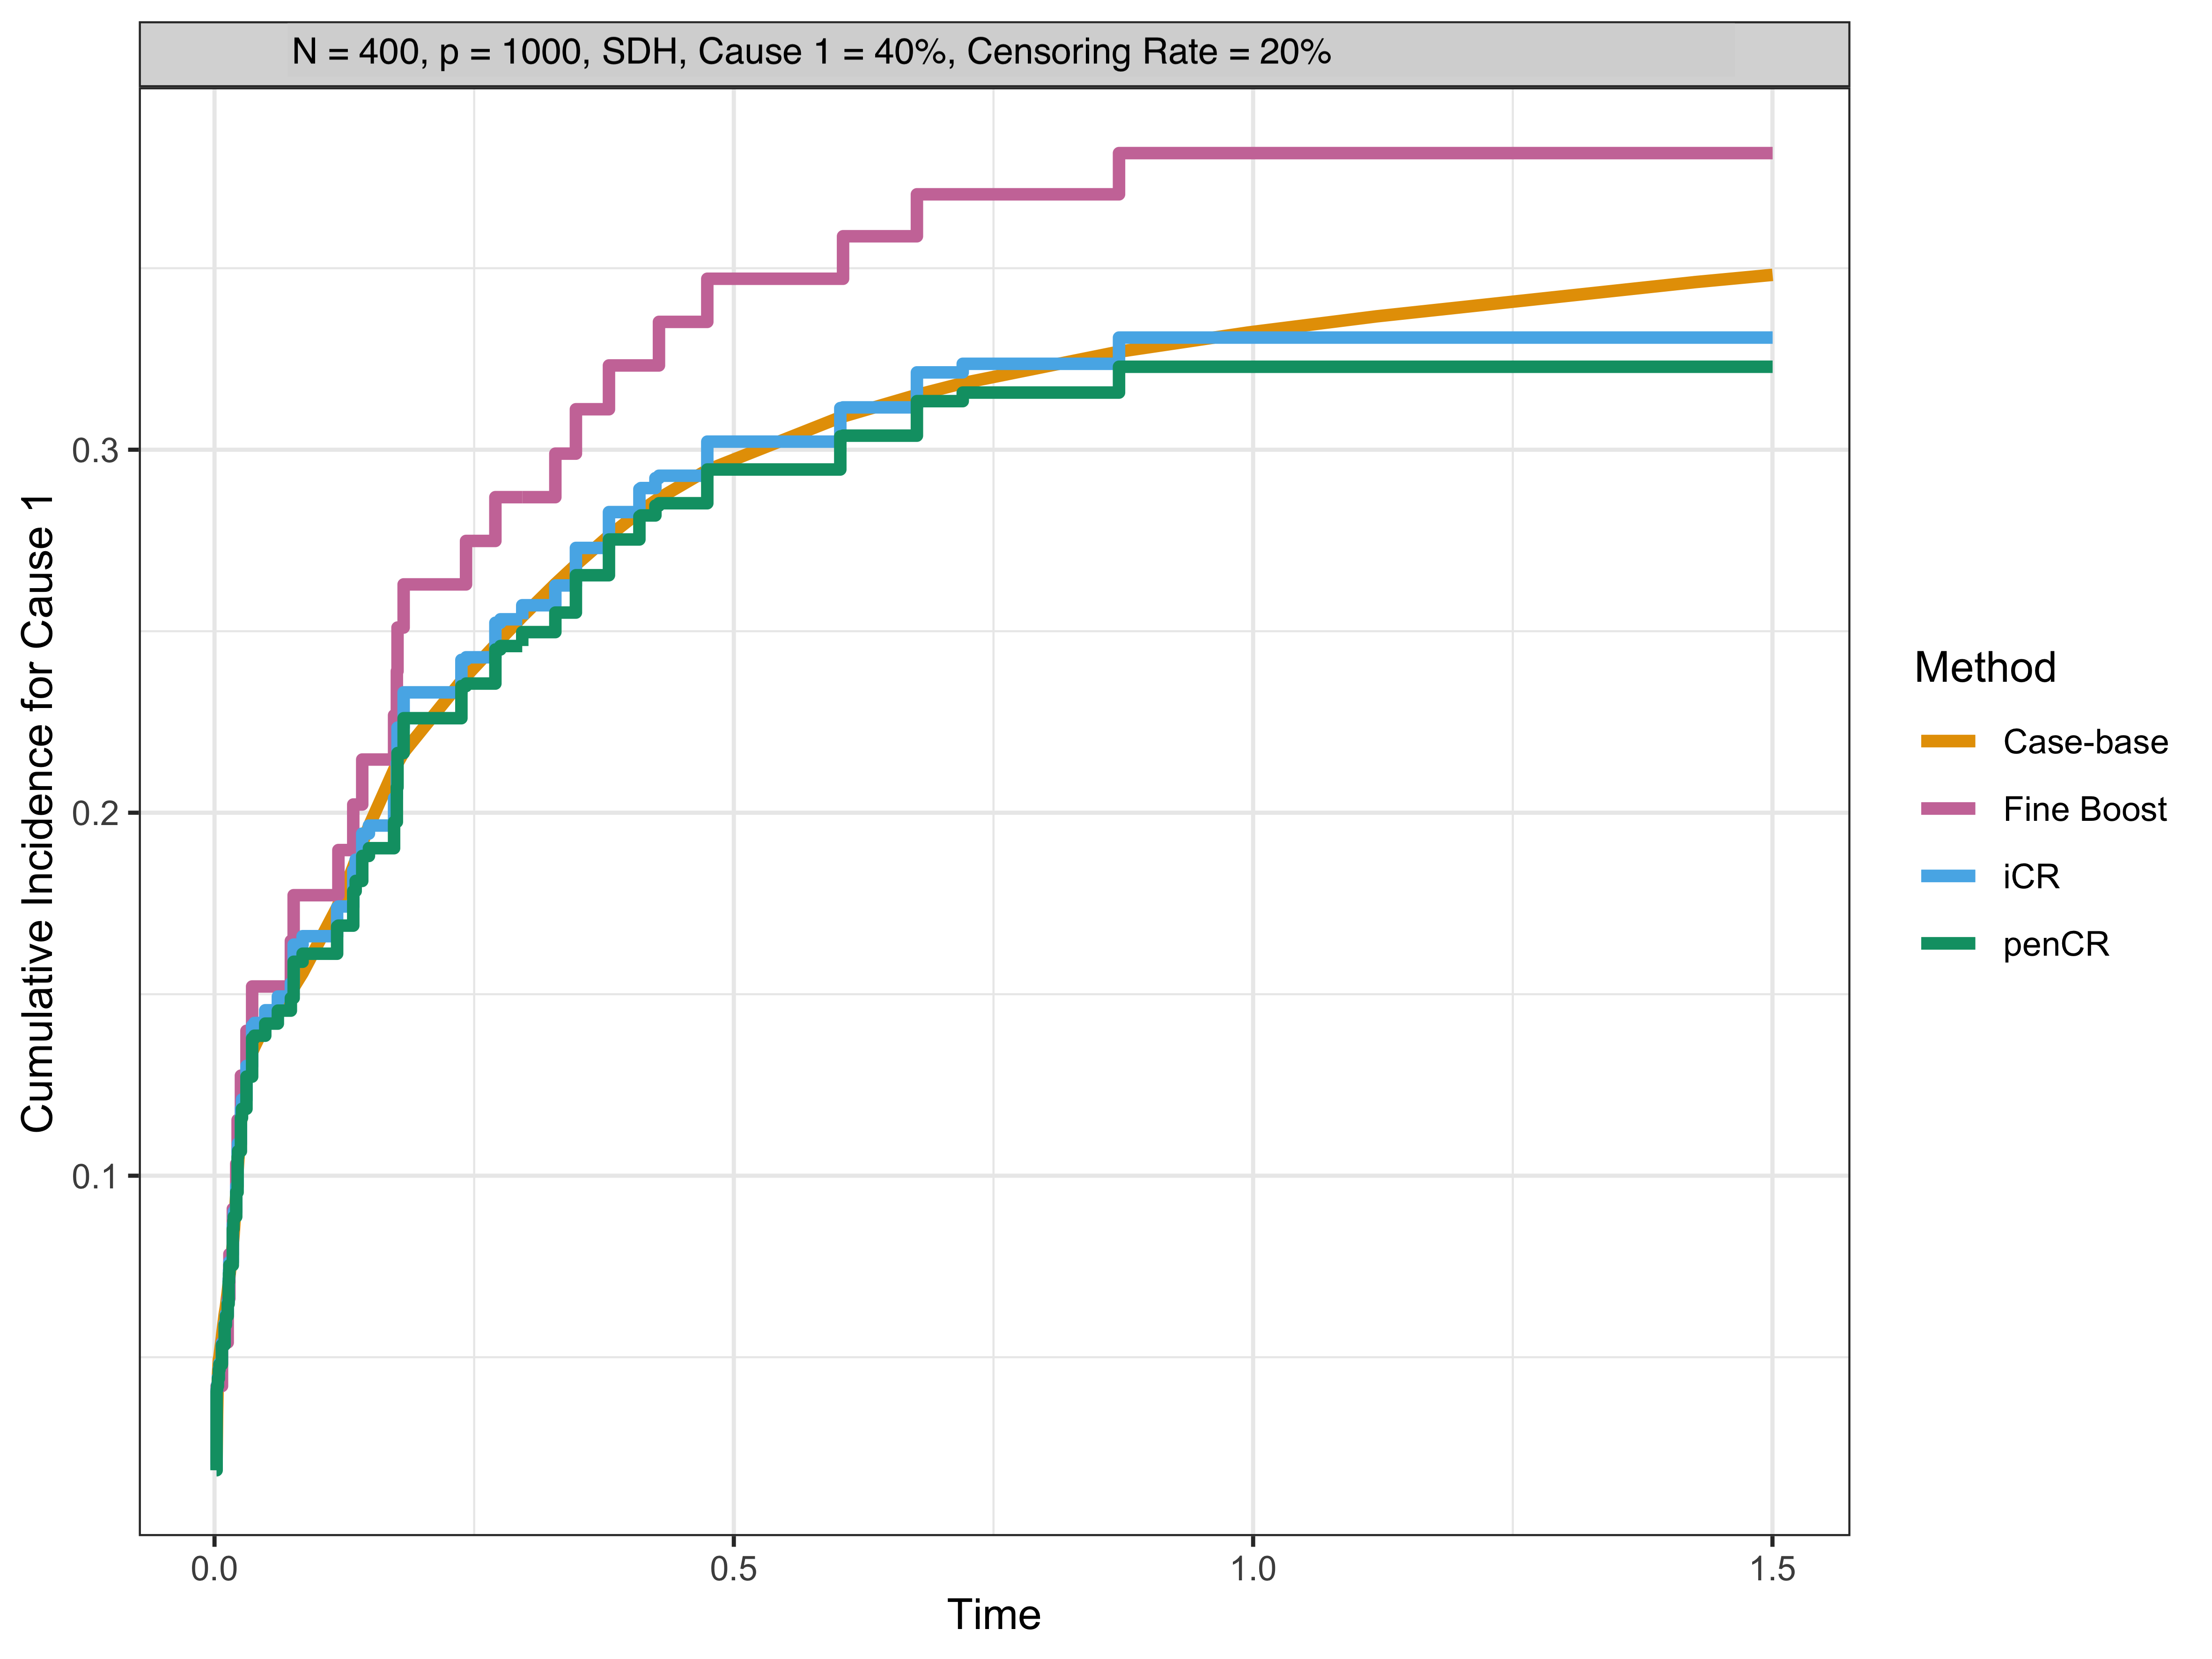 N = 400, p = 1000, SDH, Cause 1 = 40%, Censoring Rate = 20%
Cumulative Incidence for Cause 1
0.3
0.2
0.1
0.0 0.5 1.0 1.5
Time
Method
Case-base
Fine Boost
iCR
penCR